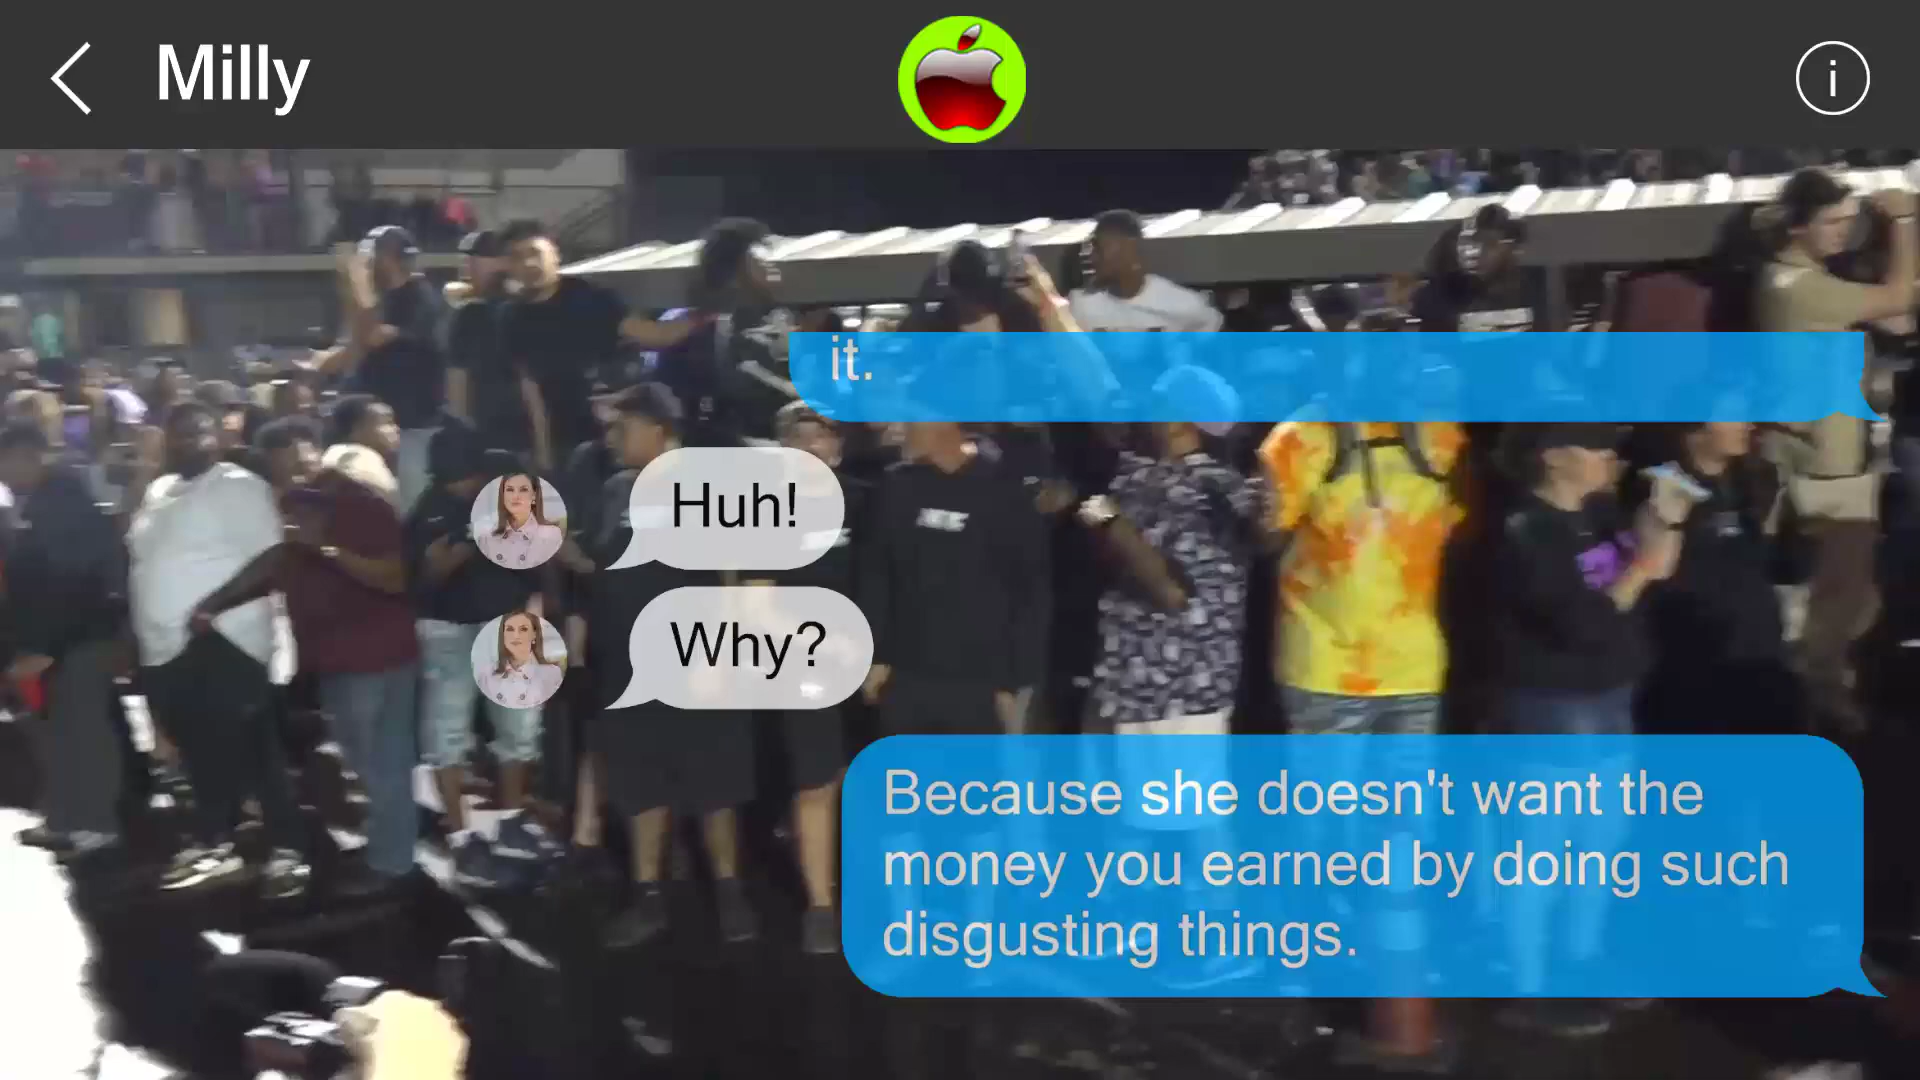 Milly
i
it.
Huh!
Why?
Because she doesn't want the
money you earned by doing such
disgusting things.